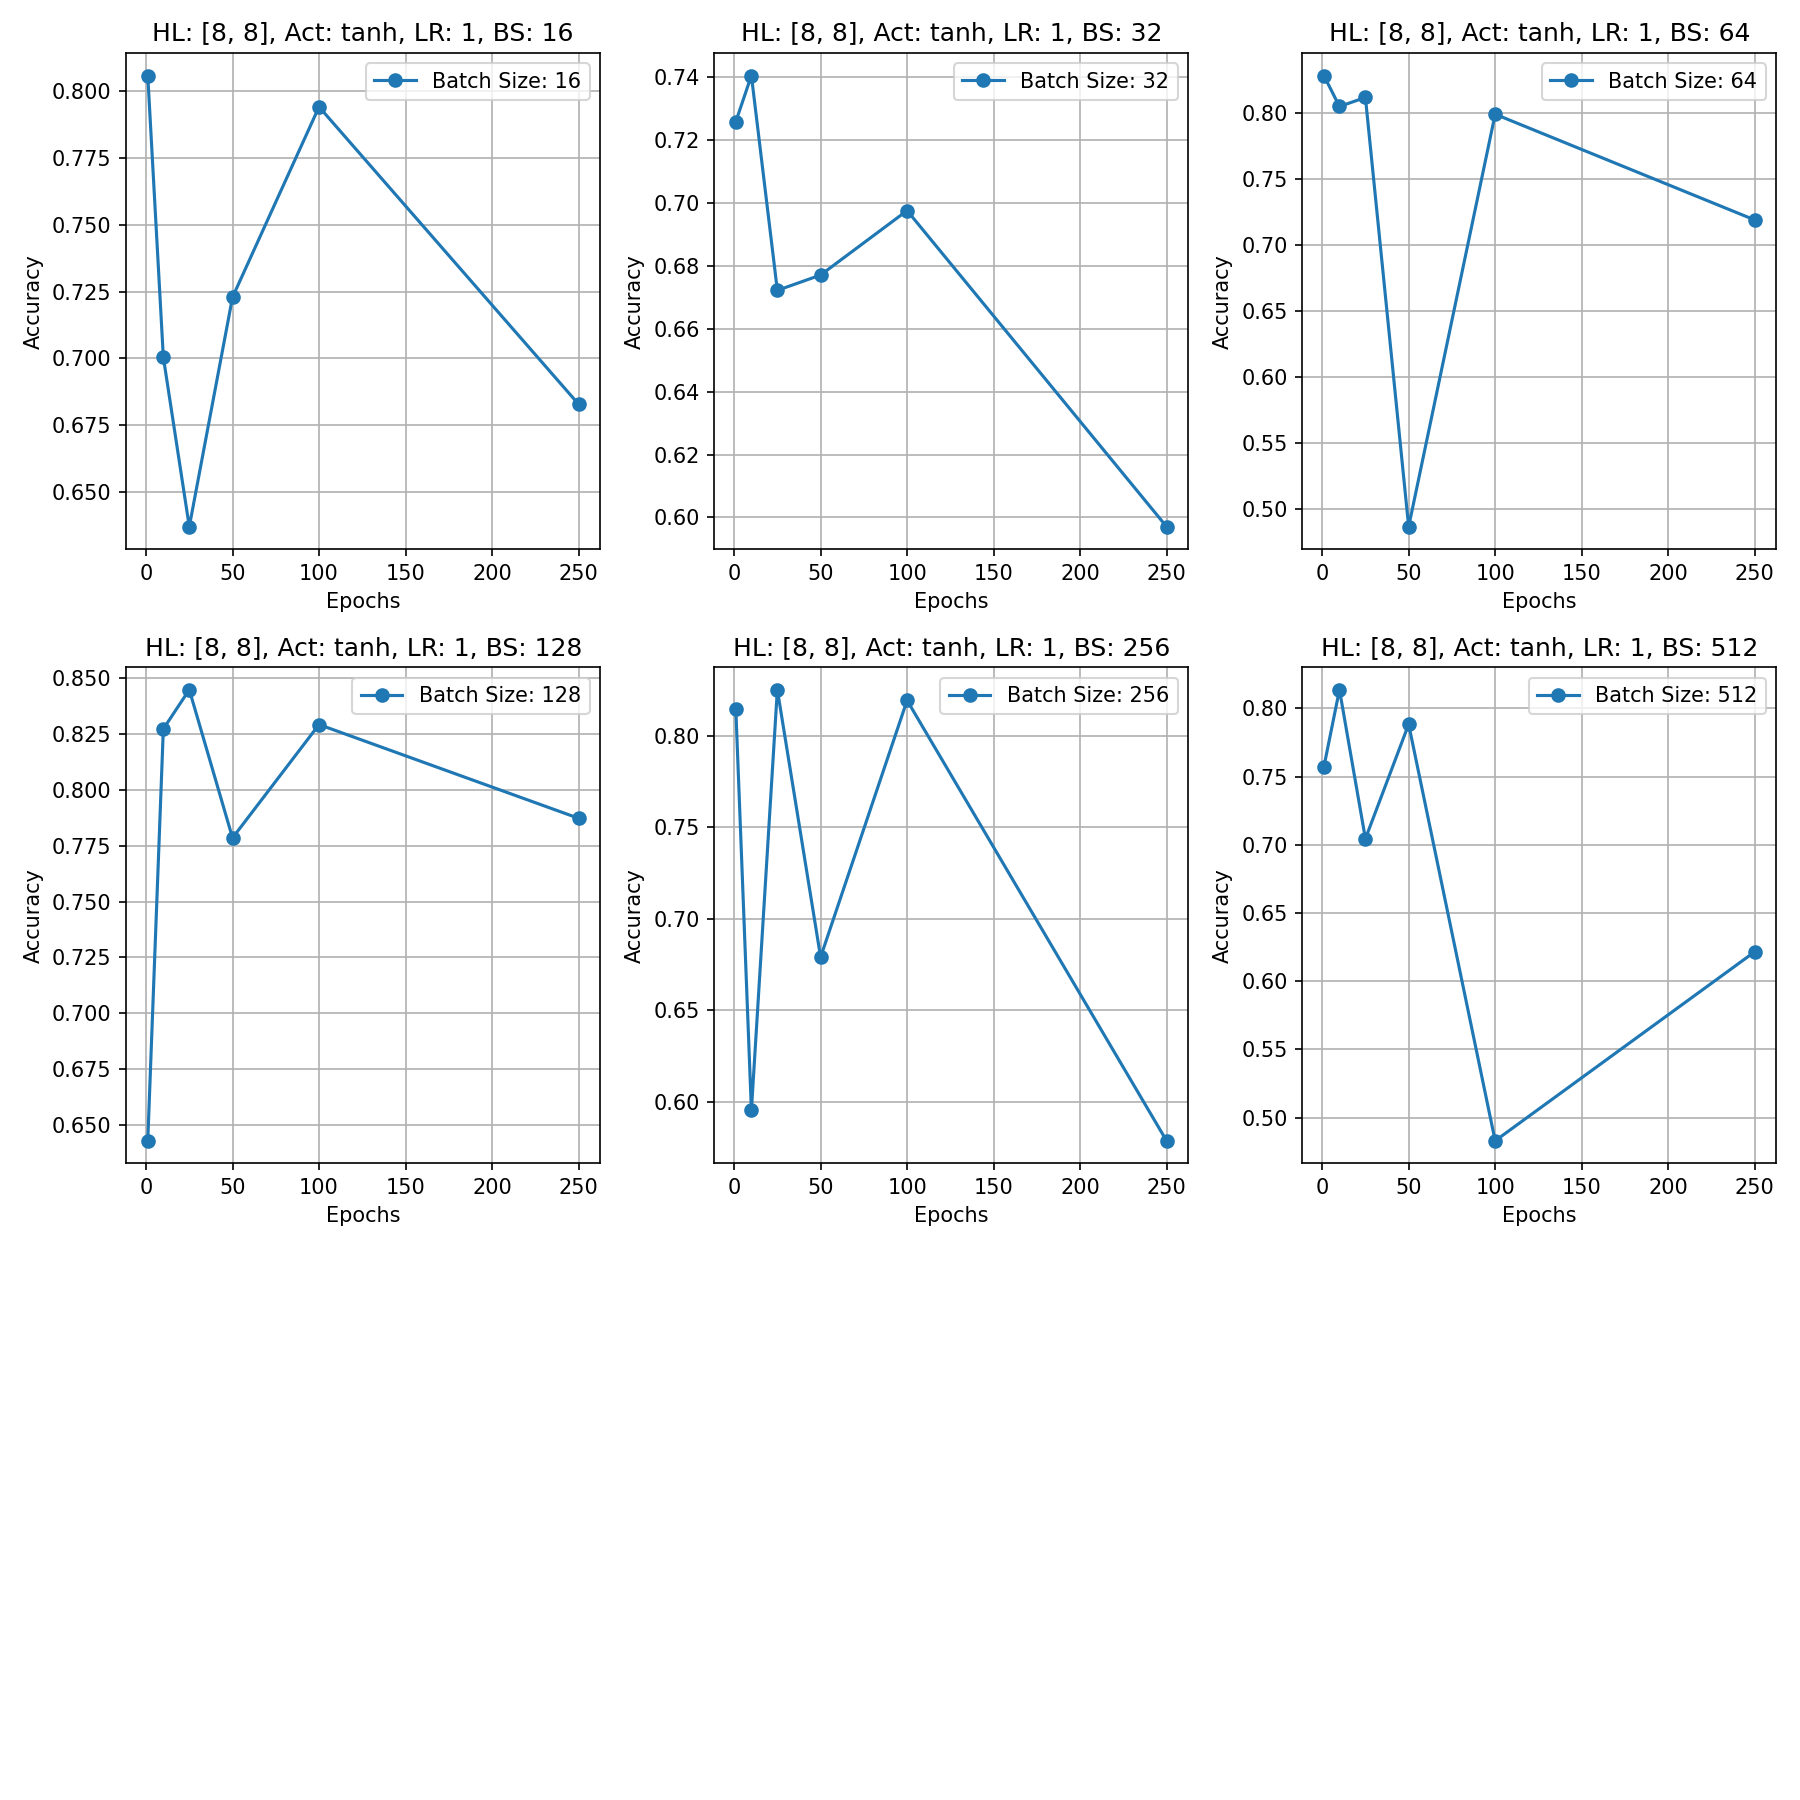 HL: [8, 8], Act: tanh, LR: 1, BS: 16
Batch Size: 16
Accuracy
0.800
0.775
0.750
0.725
0.700
0.675
0.650
0 50 100 150 200 250
Epochs
HL: [8, 8], Act: tanh, LR: 1, BS: 32
Batch Size: 32
Accuracy
0.74
0.72
0.70
0.68
0.66
0.64
0.62
0.60
0 50 100 150 200 250
Epochs
HL: [8, 8], Act: tanh, LR: 1, BS: 64
Batch Size: 64
Accuracy
0.80
0.75
0.70
0.65
0.60
0.55
0.50
0 50 100 150 200 250
Epochs
HL: [8, 8], Act: tanh, LR: 1, BS: 128
Batch Size: 128
Accuracy
0.850
0.825
0.800
0.775
0.750
0.725
0.700
0.675
0.650
0 50 100 150 200 250
Epochs
HL: [8, 8], Act: tanh, LR: 1, BS: 256
Batch Size: 256
Accuracy
0.80
0.75
0.70
0.65
0.60
0 50 100 150 200 250
Epochs
HL: [8, 8], Act: tanh, LR: 1, BS: 512
Batch Size: 512
Accuracy
0.80
0.75
0.70
0.65
0.60
0.55
0.50
0 50 100 150 200 250
Epochs